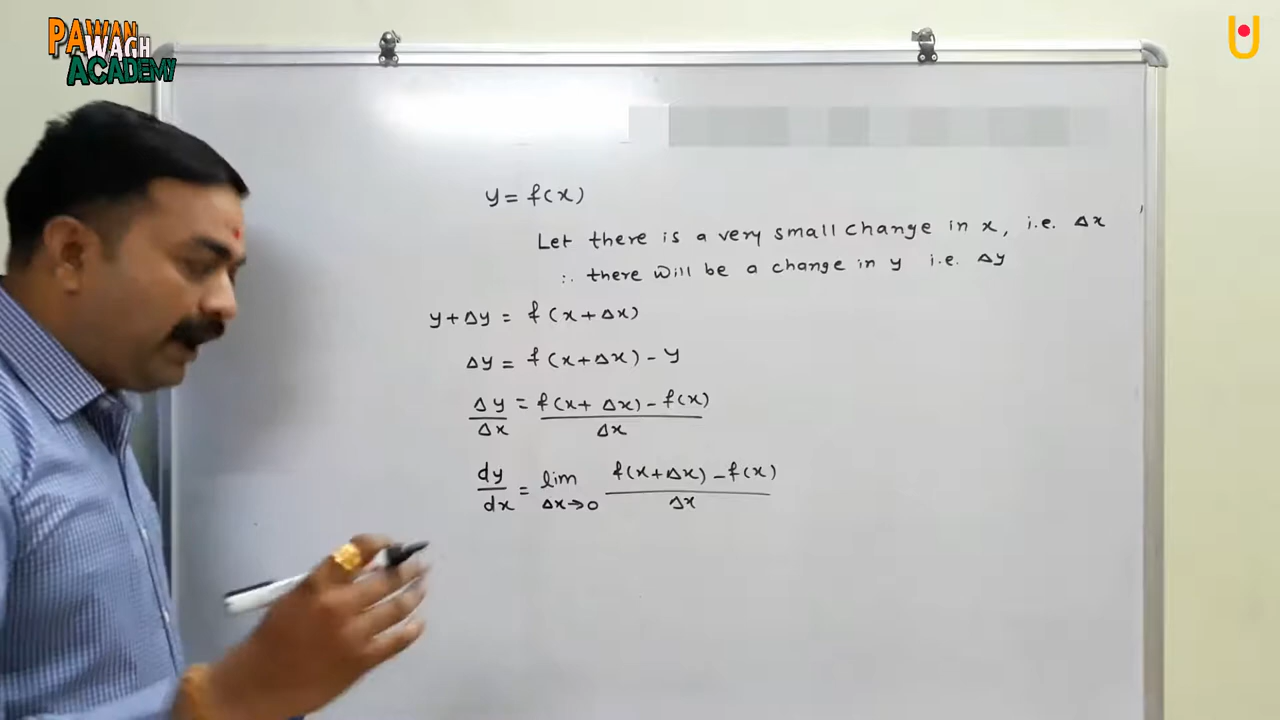 PAWAN
WAGH
ACADEMY
y = f(x)
Let there is a very small change in x, i.e. Δx
∴ there will be a change in y i.e. Δy
y+Δy = f(x+Δx)
Δy = f(x+Δx) - y
Δy/Δx = f(x+Δx) - f(x)/Δx
dy/dx = lim Δx→0 f(x+Δx) - f(x)/Δx